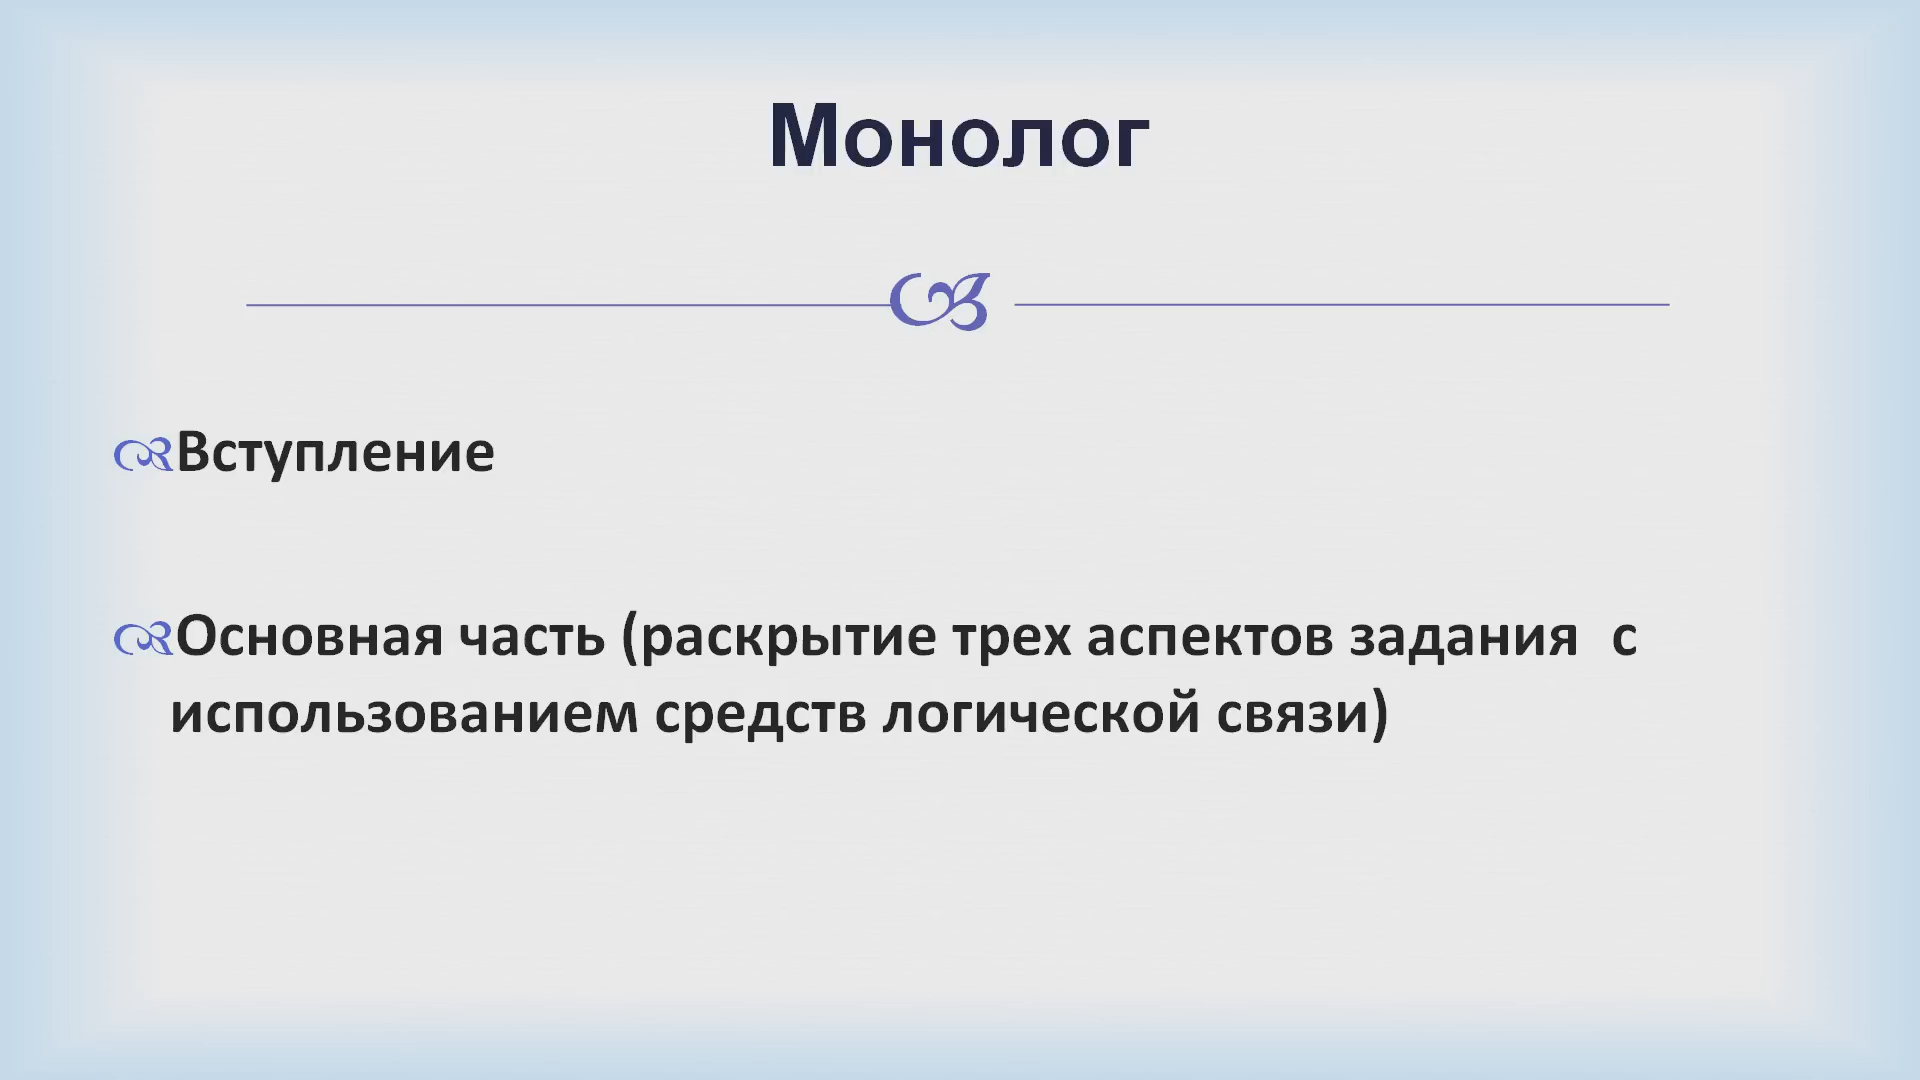 Монолог
Вступление
Основная часть (раскрытие трех аспектов задания с
использованием средств логической связи)